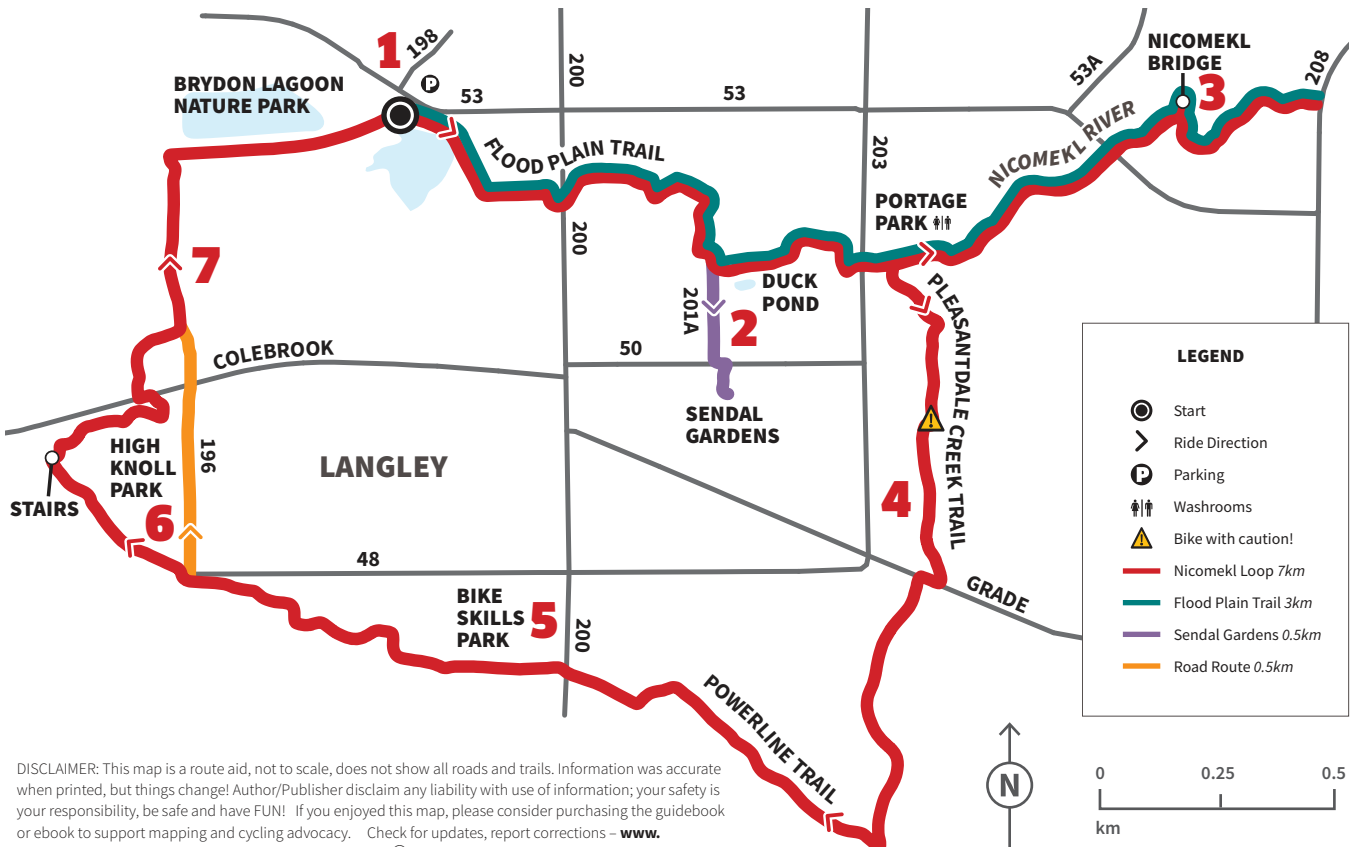 1
198
BRYDON LAGOON
NATURE PARK
P
53
200
53
53A
NICOMEKL
BRIDGE
3
208
FLOOD PLAIN TRAIL
203
NICOMEKL RIVER
PORTAGE
PARK
200
7
201A
DUCK
POND
2
PLEASANTDALE CREEK TRAIL
COLEBROOK
50
SENDAL
GARDENS
HIGH
KNOLL
PARK
196
LANGLEY
STAIRS
6
4
48
GRADE
BIKE
SKILLS
PARK
5
200
POWERLINE TRAIL
LEGEND
Start
Ride Direction
P Parking
Washrooms
Bike with caution!
Nicomekl Loop 7km
Flood Plain Trail 3km
Sendal Gardens 0.5km
Road Route 0.5km
N
0 0.25 0.5
km
DISCLAIMER: This map is a route aid, not to scale, does not show all roads and trails. Information was accurate
when printed, but things change! Author/Publisher disclaim any liability with use of information; your safety is
your responsibility, be safe and have FUN! If you enjoyed this map, please consider purchasing the guidebook
or ebook to support mapping and cycling advocacy. Check for updates, report corrections – www.